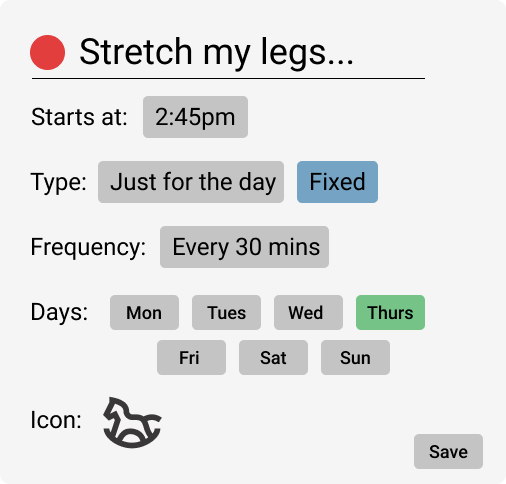 Stretch my legs...
Starts at: 2:45pm
Type: Just for the day Fixed
Frequency: Every 30 mins
Days: Mon Tues Wed Thurs
Fri Sat Sun
Icon:
Save